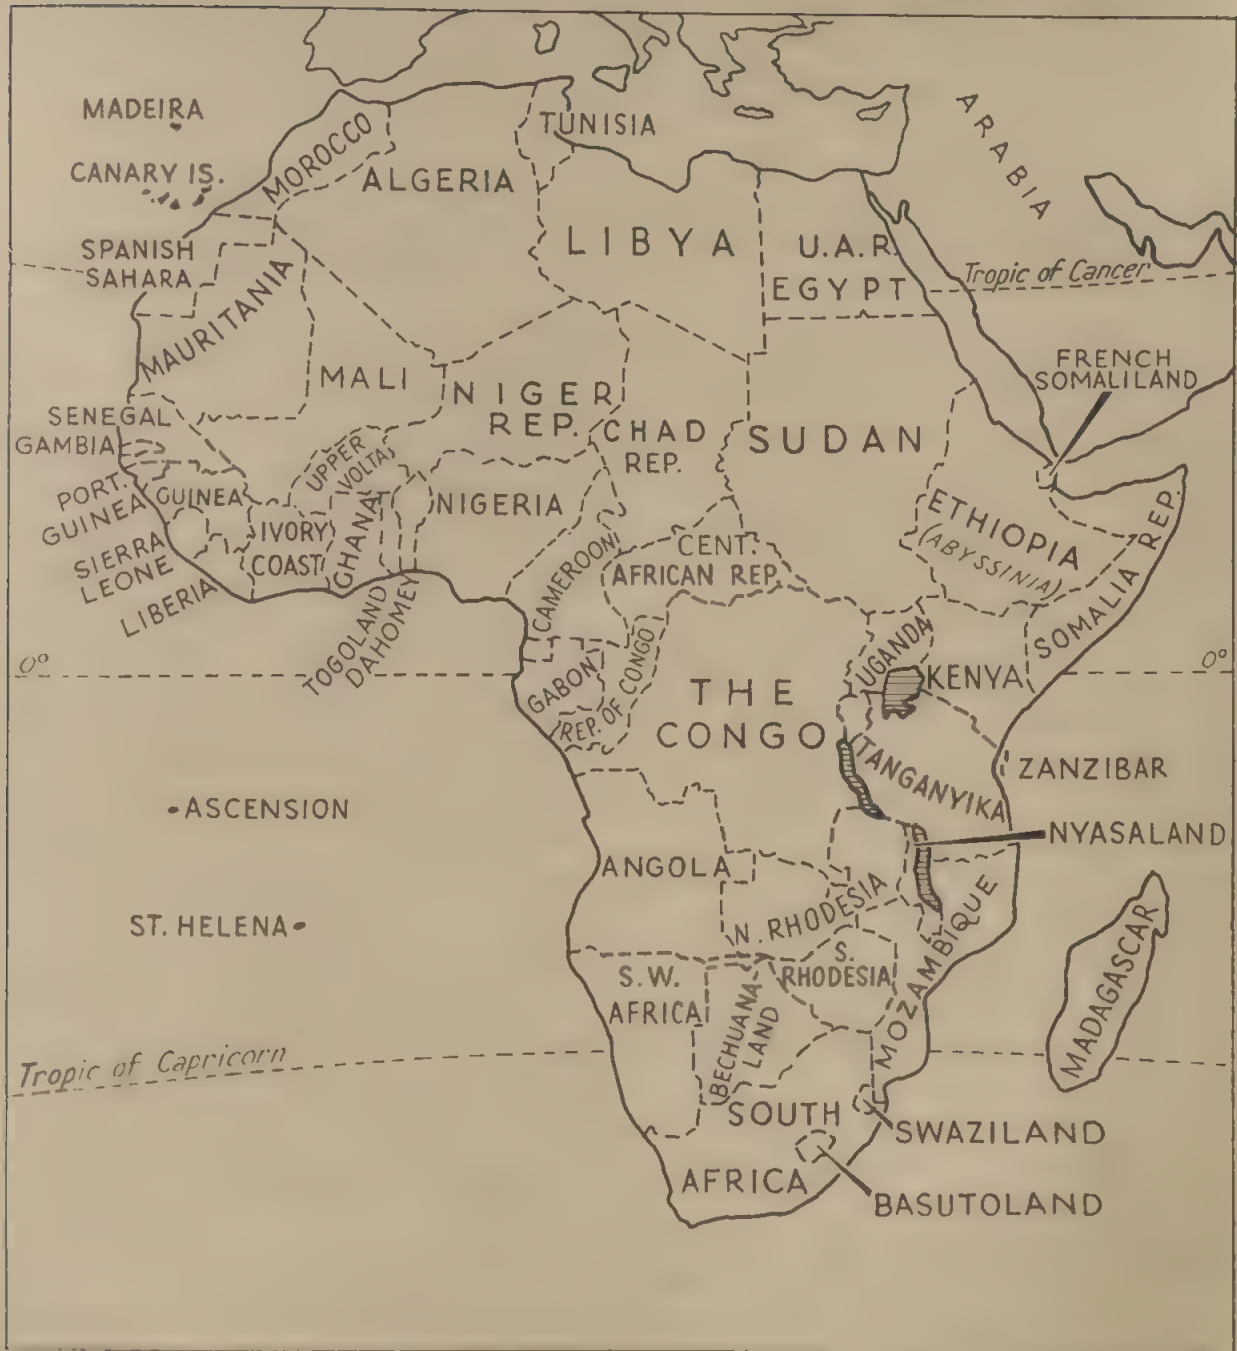 MADEIRA
CANARY IS.
MOROCCO
ALGERIA
TUNISIA
ARABIA
SPANISH
SAHARA
LIBYA
U.A.R.
EGYPT
Tropic of Cancer
MAURITANIA
MALI
NIGER
REP.
CHAD
REP.
SUDAN
FRENCH
SOMALILAND
SENEGAL
GAMBIA
PORT.
GUINEA
GUINEA
SIERRA
LEONE
LIBERIA
UPPER
VOLTA
IVORY
COAST
GHANA
TOGOLAND
DAHOMEY
NIGERIA
CAMEROON
CENT.
AFRICAN REP.
ETHIOPIA
(ABYSSINIA)
SOMALIA REP.
0°
0°
GABON
REP. OF CONGO
THE
CONGO
UGANDA
KENYA
TANGANYIKA
ZANZIBAR
NYASALAND
ASCENSION
ST. HELENA
ANGOLA
N. RHODESIA
S.
RHODESIA
MOZAMBIQUE
MADAGASCAR
S.W.
AFRICA
BECHUANA-
LAND
Tropic of Capricorn
SOUTH
AFRICA
SWAZILAND
BASUTOLAND